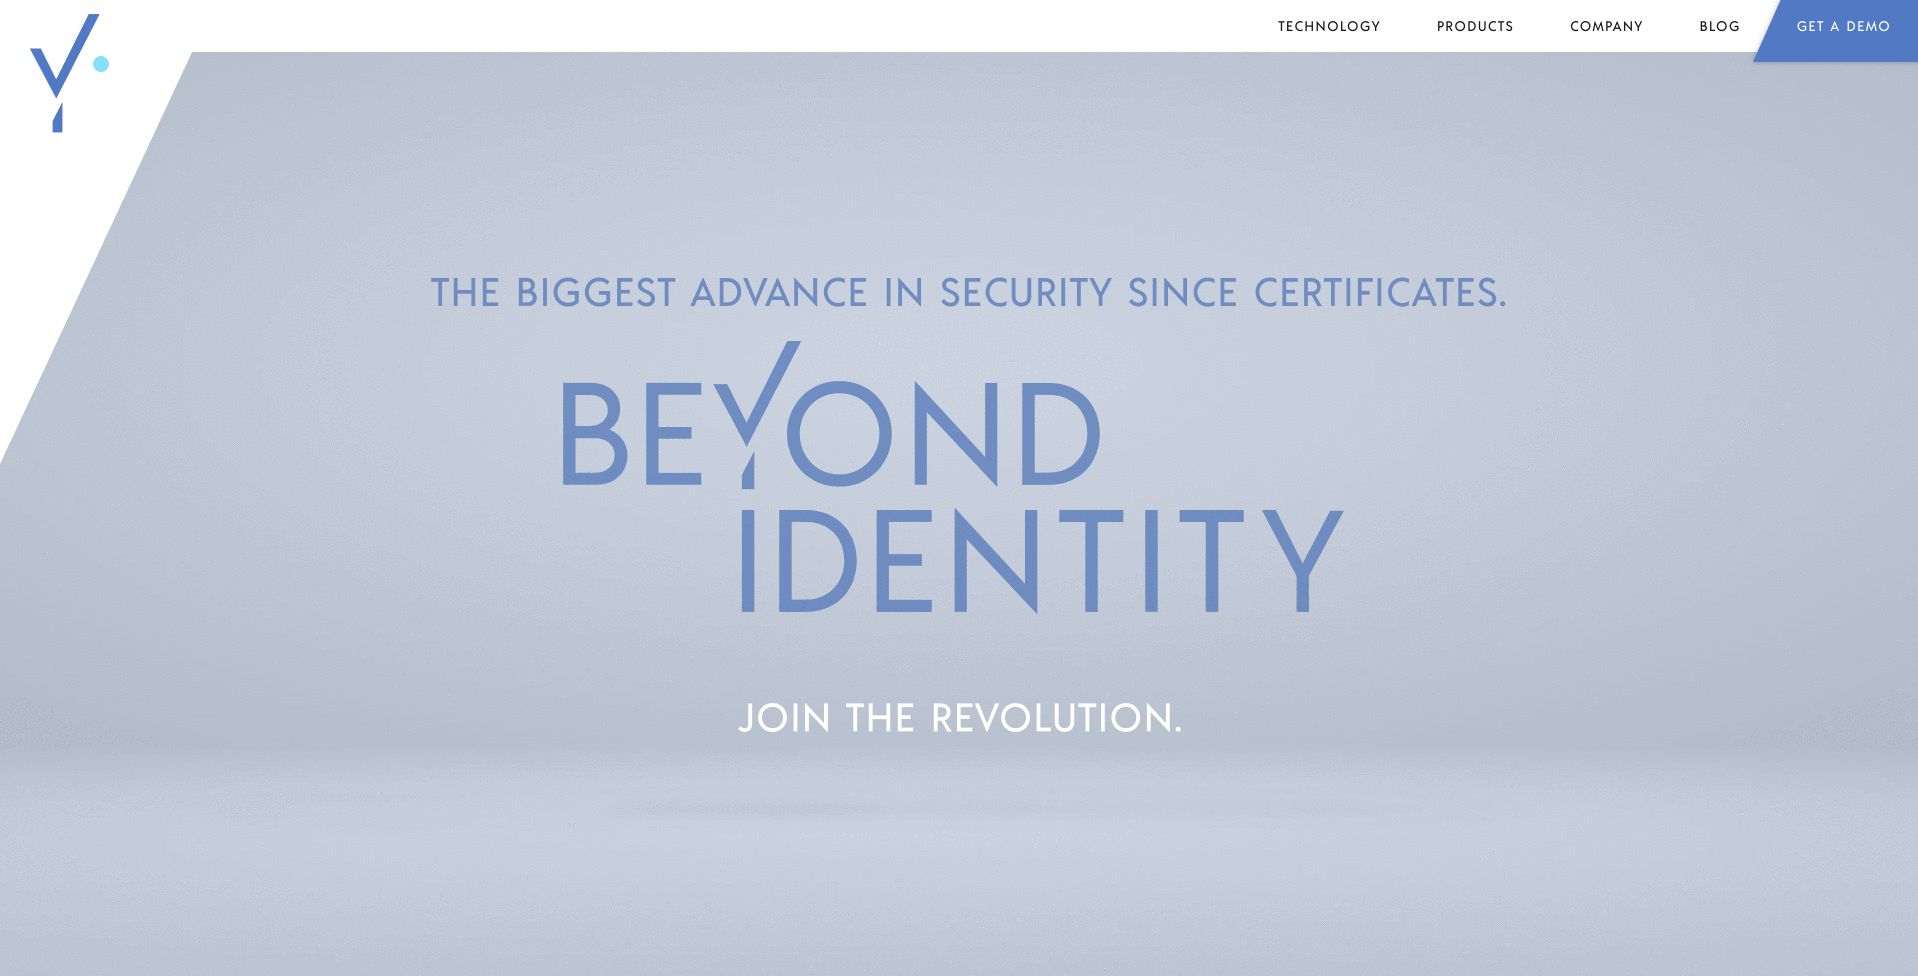 TECHNOLOGY PRODUCTS COMPANY BLOG GET A DEMO
THE BIGGEST ADVANCE IN SECURITY SINCE CERTIFICATES.
BEYOND
IDENTITY
JOIN THE REVOLUTION.